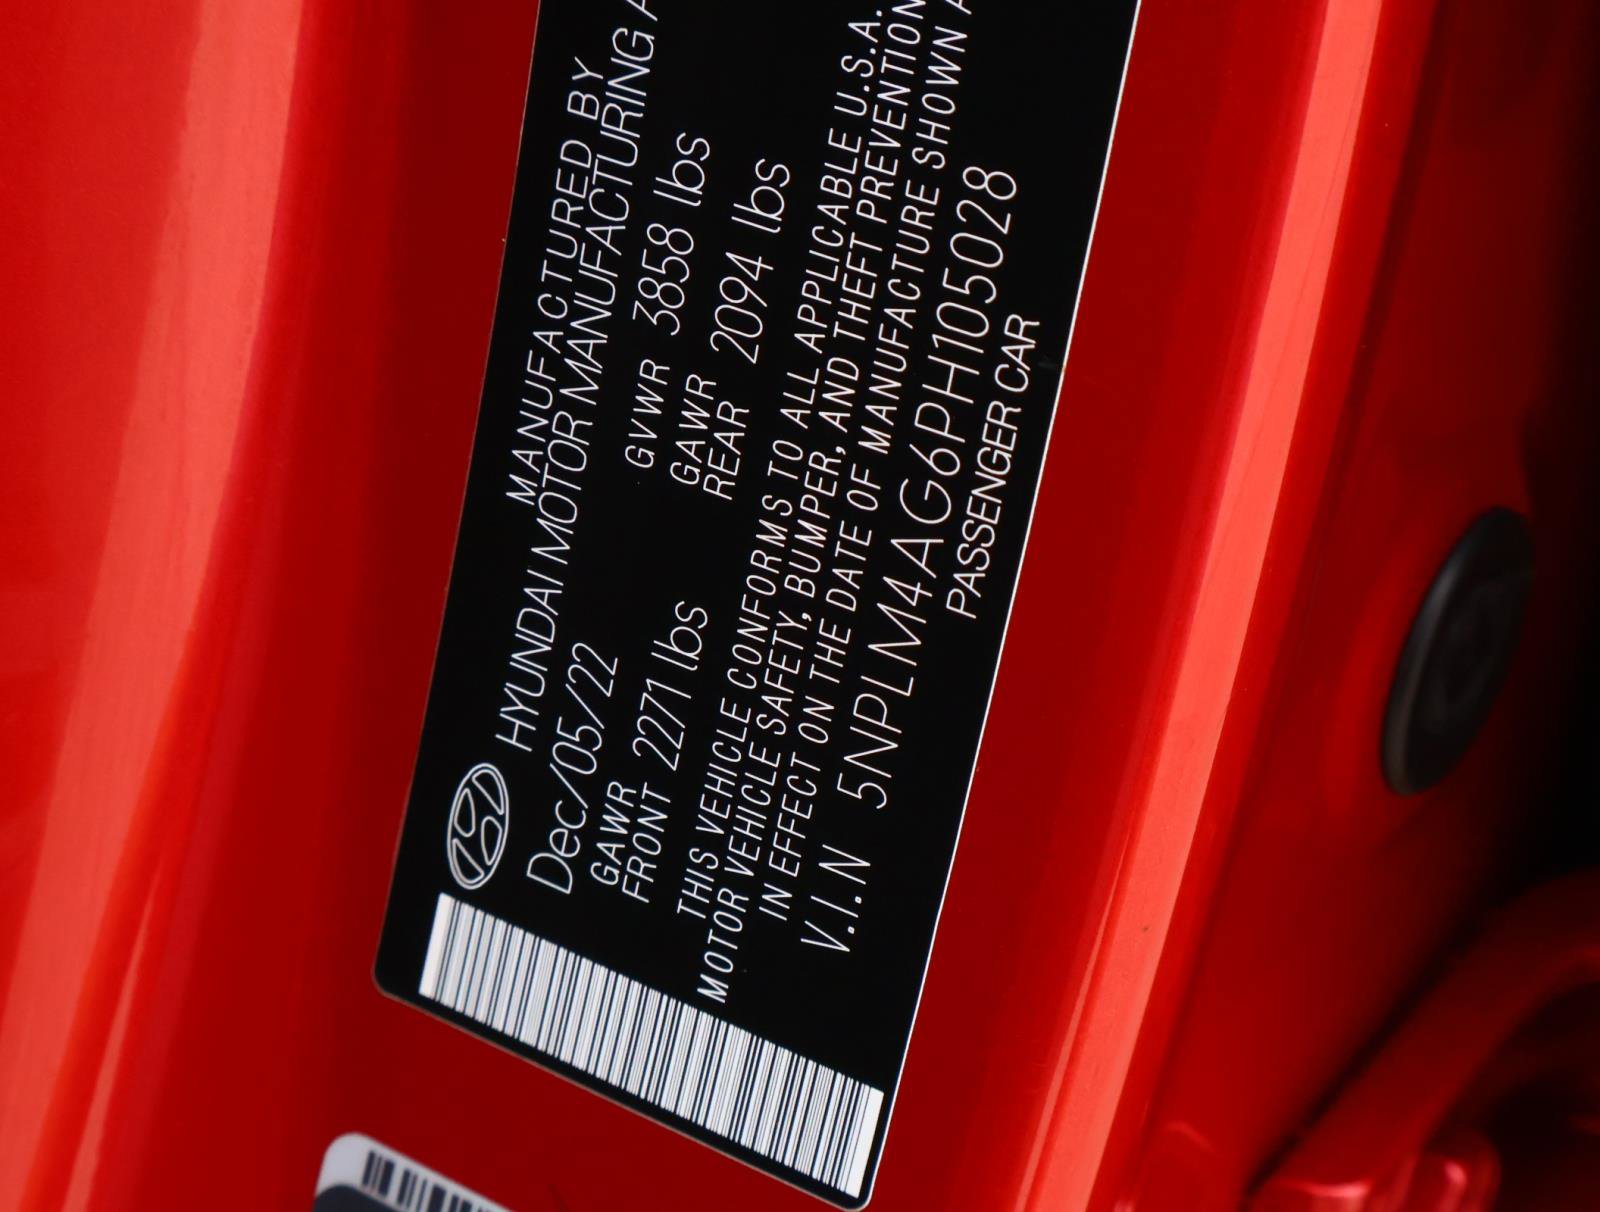 MANUFACTURED BY
HYUNDAI MOTOR MANUFACTURING A
Dec/05/22 GVWR 3858 lbs
GAWR FRONT 2271 lbs GAWR REAR 2094 lbs
THIS VEHICLE CONFORMS TO ALL APPLICABLE U.S.A.
MOTOR VEHICLE SAFETY, BUMPER, AND THEFT PREVENTION
IN EFFECT ON THE DATE OF MANUFACTURE SHOWN A
V.I.N 5NPLM4AG6PH105028
PASSENGER CAR